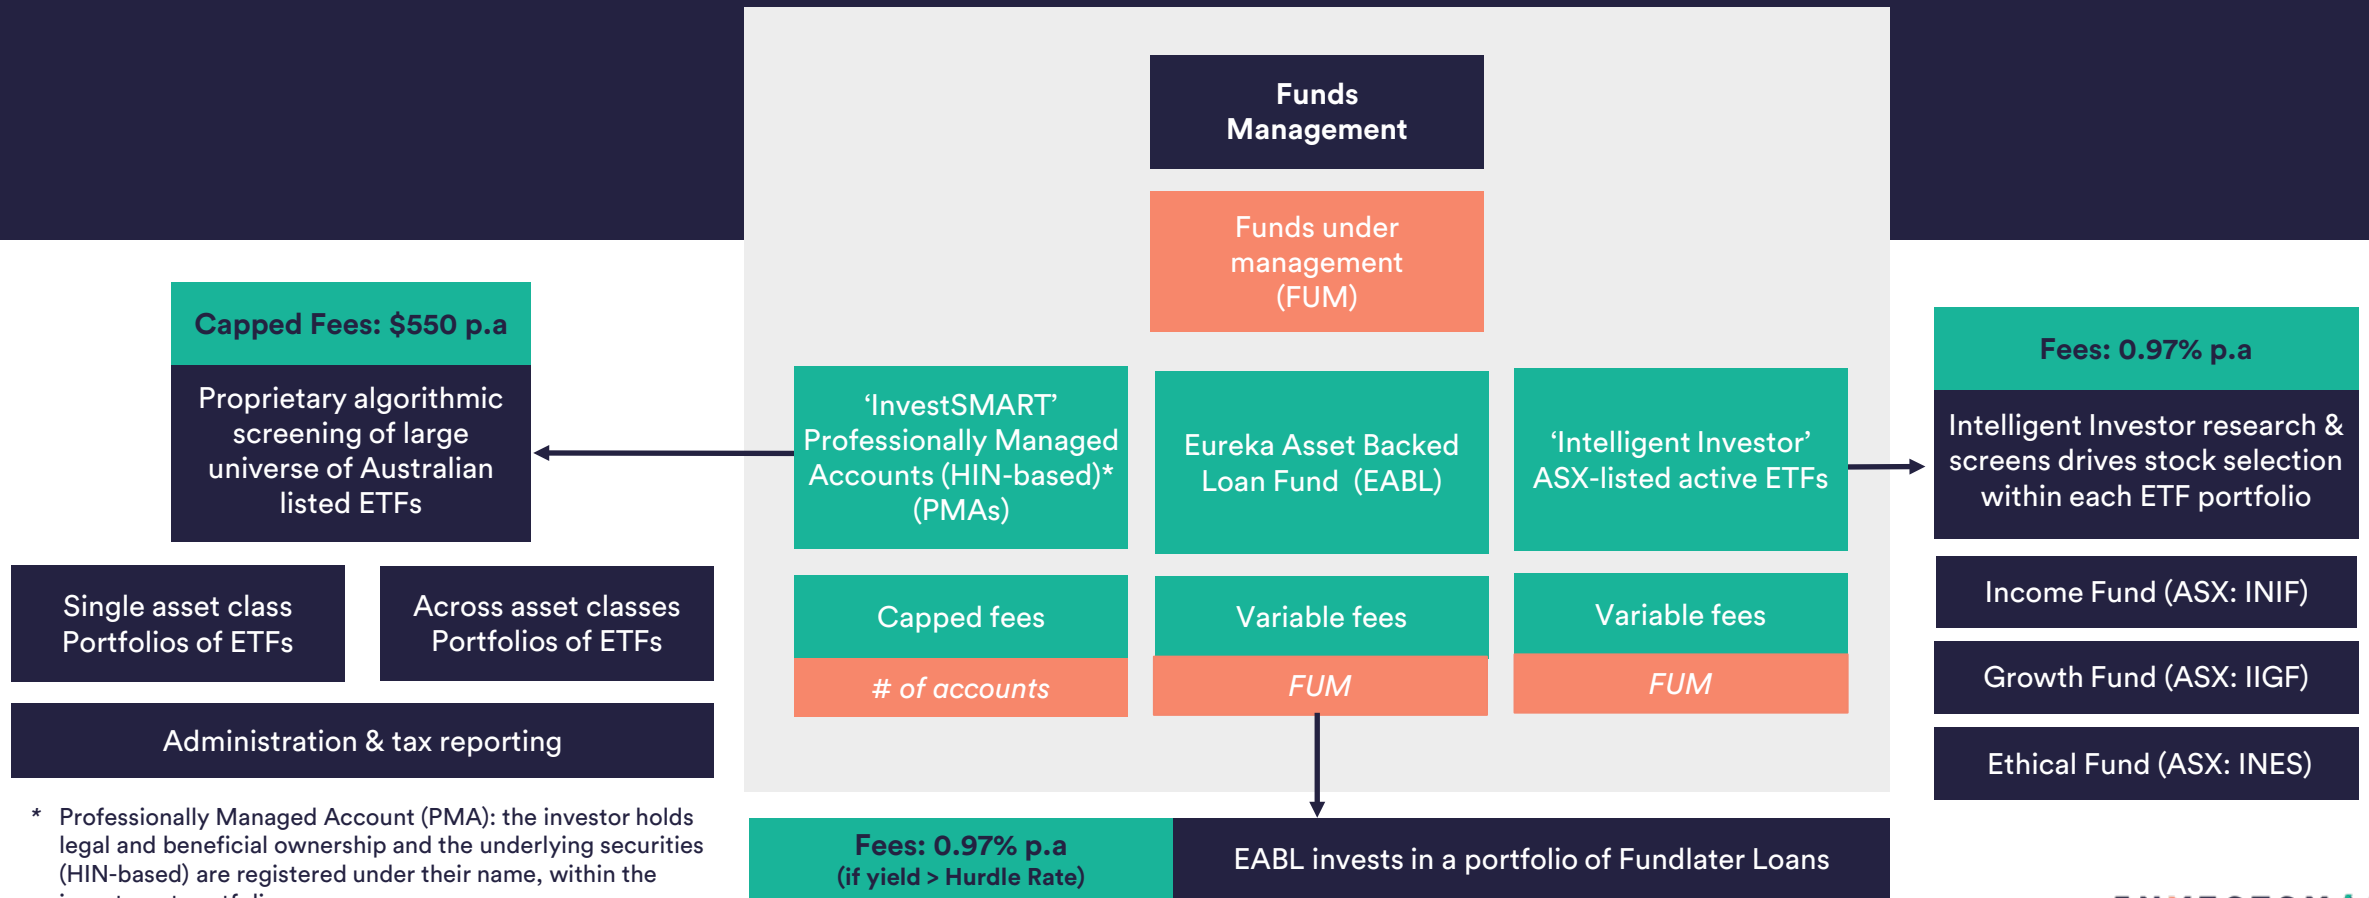 Funds
Management
Funds under
management
(FUM)
Capped Fees: $550 p.a
Proprietary algorithmic
screening of large
universe of Australian
listed ETFs
Single asset class
Portfolios of ETFs
Across asset classes
Portfolios of ETFs
Administration & tax reporting
* Professionally Managed Account (PMA): the investor holds
legal and beneficial ownership and the underlying securities
(HIN-based) are registered under their name, within the
‘InvestSMART’
Professionally Managed
Accounts (HIN-based)*
(PMAs)
Capped fees
# of accounts
Eureka Asset Backed
Loan Fund (EABL)
Variable fees
FUM
‘Intelligent Investor’
ASX-listed active ETFs
Variable fees
FUM
Fees: 0.97% p.a
(if yield > Hurdle Rate)
EABL invests in a portfolio of Fundlater Loans
Fees: 0.97% p.a
Intelligent Investor research &
screens drives stock selection
within each ETF portfolio
Income Fund (ASX: INIF)
Growth Fund (ASX: IIGF)
Ethical Fund (ASX: INES)